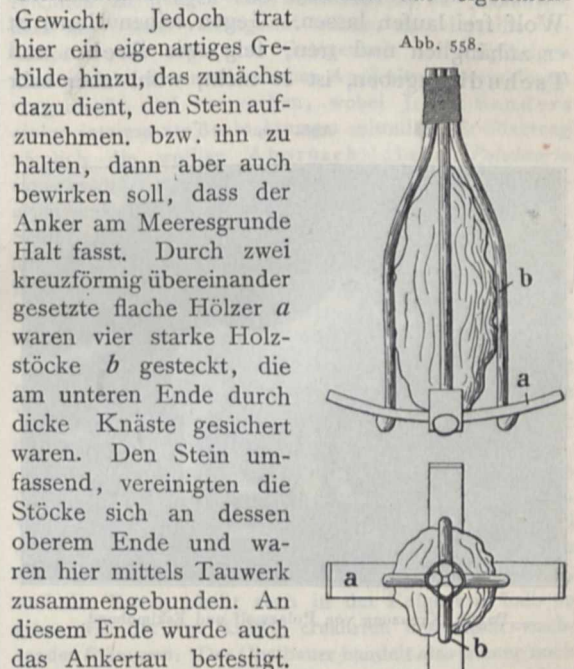 Gewicht. Jedoch trat
hier ein eigenartiges Ge-
bilde hinzu, das zunächst
dazu dient, den Stein auf-
zunehmen. bzw. ihn zu
halten, dann aber auch
bewirken soll, dass der
Anker am Meeresgrunde
Halt fasst. Durch zwei
kreuzförmig übereinander
gesetzte flache Hölzer a
waren vier starke Holz-
stöcke b gesteckt, die
am unteren Ende durch
dicke Knäste gesichert
waren. Den Stein um-
fassend, vereinigten die
Stöcke sich an dessen
oberem Ende und wa-
ren hier mittels Tauwerk
zusammengebunden. An
diesem Ende wurde auch
das Ankertau befestigt.
Abb. 558.
b
a
a
b